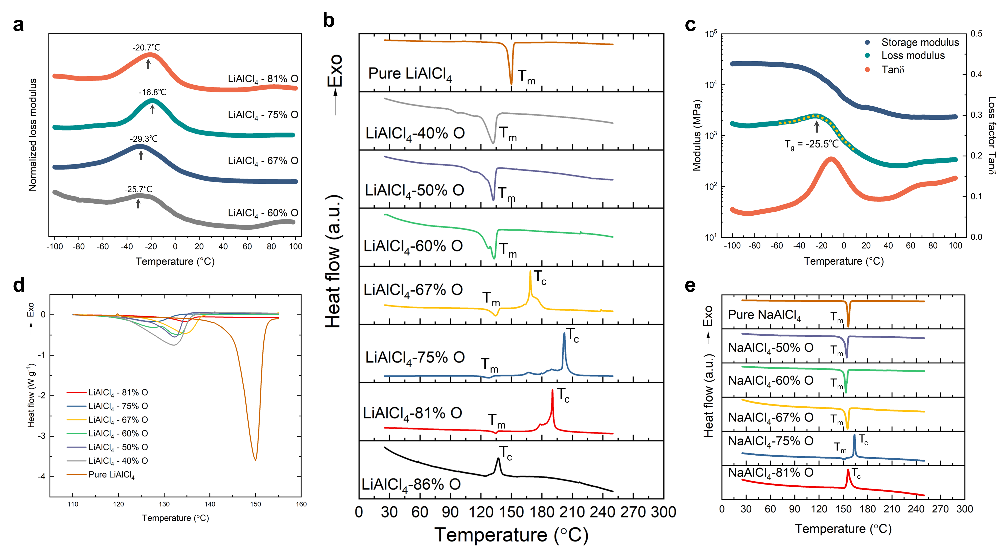 a
-20.7℃
LiAlCl4 - 81% O
-16.8℃
LiAlCl4 - 75% O
-29.3℃
LiAlCl4 - 67% O
-25.7℃
LiAlCl4 - 60% O
Normalized loss modulus
-100 -80 -60 -40 -20 0 20 40 60 80 100
Temperature (°C)
b
Pure LiAlCl4
Tm
LiAlCl4-40% O
Tm
LiAlCl4-50% O
Tm
LiAlCl4-60% O
Tm
LiAlCl4-67% O
Tm
Tc
LiAlCl4-75% O
Tm
Tc
LiAlCl4-81% O
Tm
Tc
LiAlCl4-86% O
Tc
Heat flow (a.u.)
→Exo
0 30 60 90 120 150 180 210 240 270 300
Temperature (°C)
c
Storage modulus
Loss modulus
Tanδ
Tg = -25.5℃
Modulus (MPa)
10^5
10^4
10^3
10^2
10^1
Loss factor Tanδ
0.5
0.4
0.3
0.2
0.1
0.0
-100 -80 -60 -40 -20 0 20 40 60 80 100
Temperature (°C)
d
Heat flow (W g-1)
→ Exo
0
-1
-2
-3
-4
LiAlCl4 - 81% O
LiAlCl4 - 75% O
LiAlCl4 - 67% O
LiAlCl4 - 60% O
LiAlCl4 - 50% O
LiAlCl4 - 40% O
Pure LiAlCl4
110 120 130 140 150 160
Temperature (°C)
e
Pure NaAlCl4
Tm
NaAlCl4-50% O
Tm
NaAlCl4-60% O
Tm
NaAlCl4-67% O
Tm
NaAlCl4-75% O
Tm
Tc
NaAlCl4-81% O
Tc
Heat flow (a.u.)
→ Exo
0 30 60 90 120 150 180 210 240 270 300
Temperature (°C)